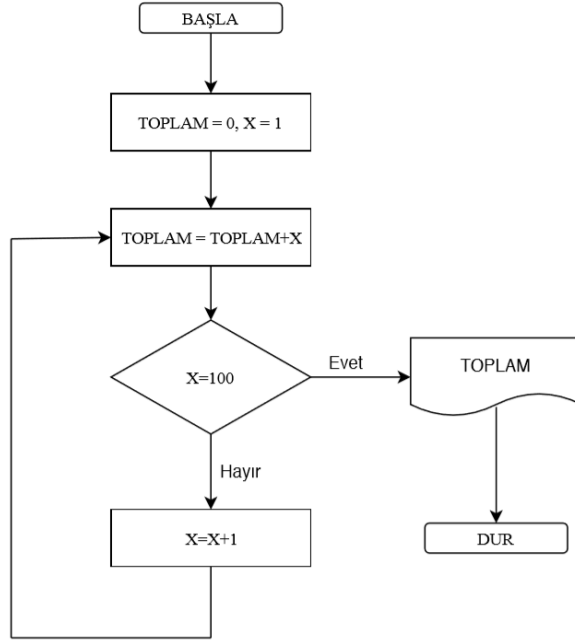 BAŞLA
TOPLAM = 0, X = 1
TOPLAM = TOPLAM+X
X=100
Evet
TOPLAM
Hayır
X=X+1
DUR